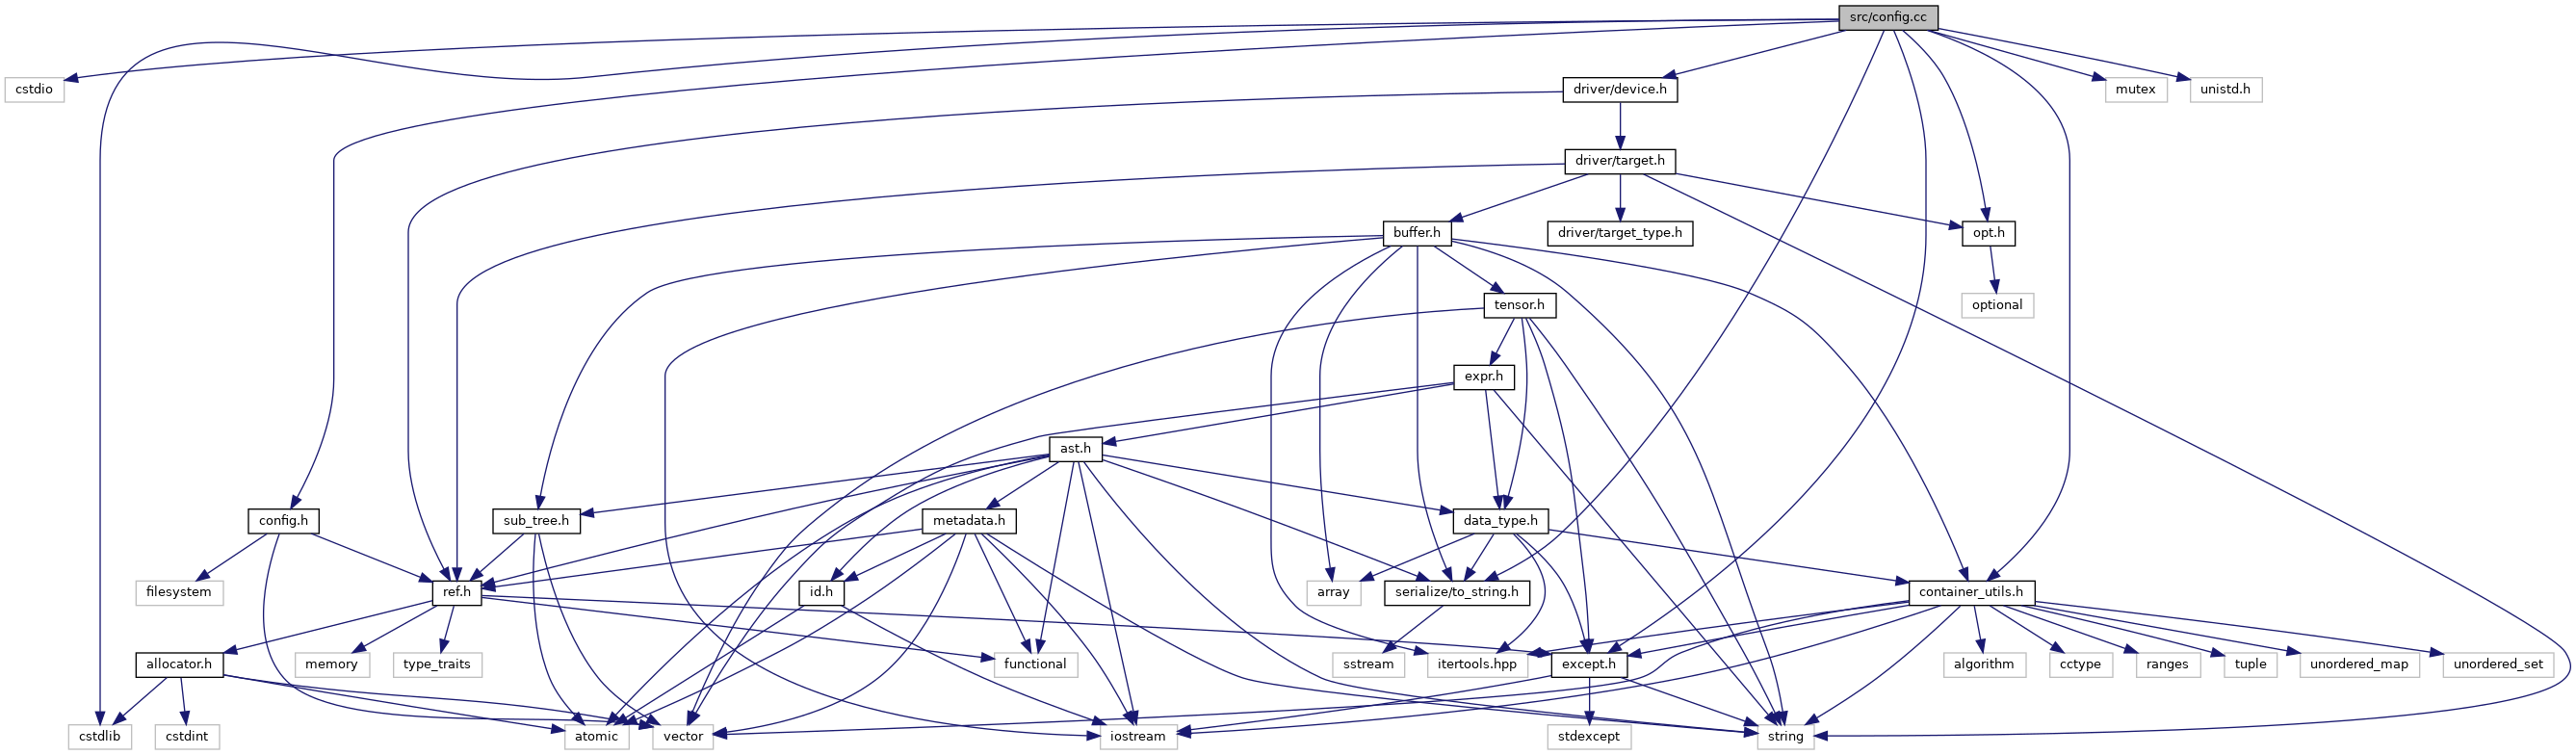 src/config.cc
cstdio
driver/device.h
mutex
unistd.h
driver/target.h
buffer.h
driver/target_type.h
opt.h
tensor.h
optional
expr.h
ast.h
config.h
sub_tree.h
metadata.h
data_type.h
filesystem
ref.h
id.h
array
serialize/to_string.h
container_utils.h
allocator.h
memory
type_traits
functional
sstream
itertools.hpp
except.h
algorithm
cctype
ranges
tuple
unordered_map
unordered_set
cstdlib
cstdint
atomic
vector
iostream
stdexcept
string